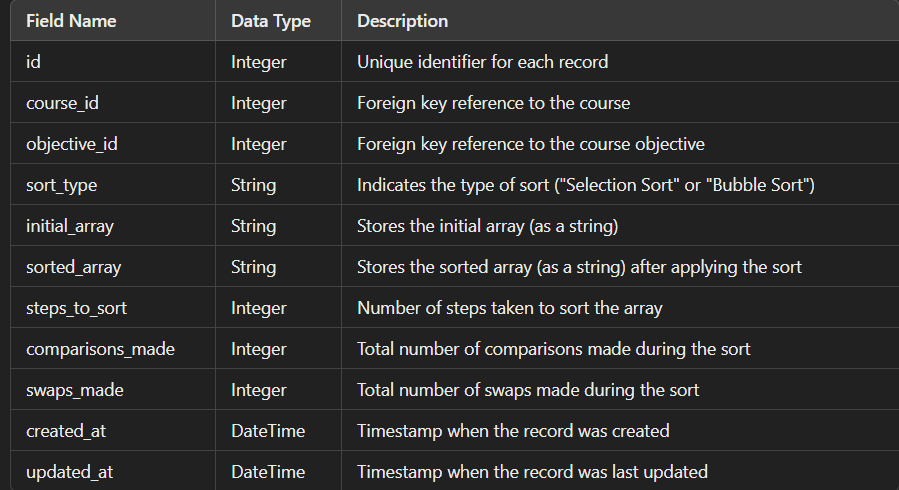 Field Name Data Type Description
id Integer Unique identifier for each record
course_id Integer Foreign key reference to the course
objective_id Integer Foreign key reference to the course objective
sort_type String Indicates the type of sort ("Selection Sort" or "Bubble Sort")
initial_array String Stores the initial array (as a string)
sorted_array String Stores the sorted array (as a string) after applying the sort
steps_to_sort Integer Number of steps taken to sort the array
comparisons_made Integer Total number of comparisons made during the sort
swaps_made Integer Total number of swaps made during the sort
created_at DateTime Timestamp when the record was created
updated_at DateTime Timestamp when the record was last updated